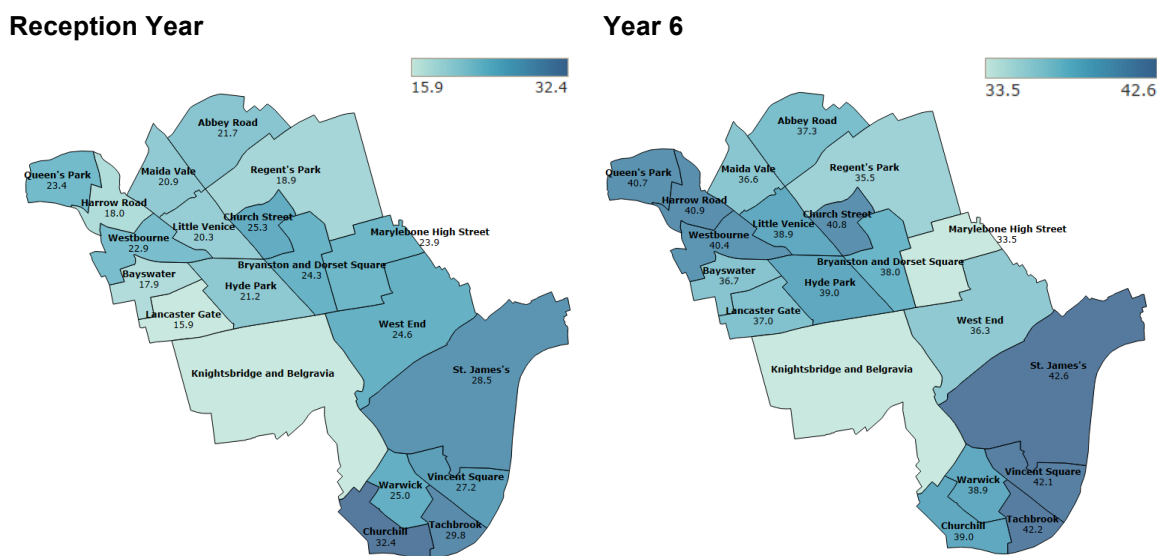 Reception Year
15.9 32.4
Abbey Road
21.7
Maida Vale
20.9
Regent's Park
18.9
Queen's Park
23.4
Harrow Road
18.0
Church Street
25.3
Little Venice
20.3
Westbourne
22.9
Marylebone High Street
23.9
Bryanston and Dorset Square
24.3
Bayswater
17.9
Hyde Park
21.2
Lancaster Gate
15.9
West End
24.6
Knightsbridge and Belgravia
St. James's
28.5
Vincent Square
27.2
Warwick
25.0
Churchill
32.4
Tachbrook
29.8
Year 6
33.5 42.6
Abbey Road
37.3
Maida Vale
36.6
Regent's Park
35.5
Queen's Park
40.7
Harrow Road
40.9
Church Street
40.8
Little Venice
38.9
Westbourne
40.4
Marylebone High Street
33.5
Bryanston and Dorset Square
38.0
Bayswater
36.7
Hyde Park
39.0
Lancaster Gate
37.0
West End
36.3
Knightsbridge and Belgravia
St. James's
42.6
Vincent Square
42.1
Warwick
38.9
Churchill
39.0
Tachbrook
42.2